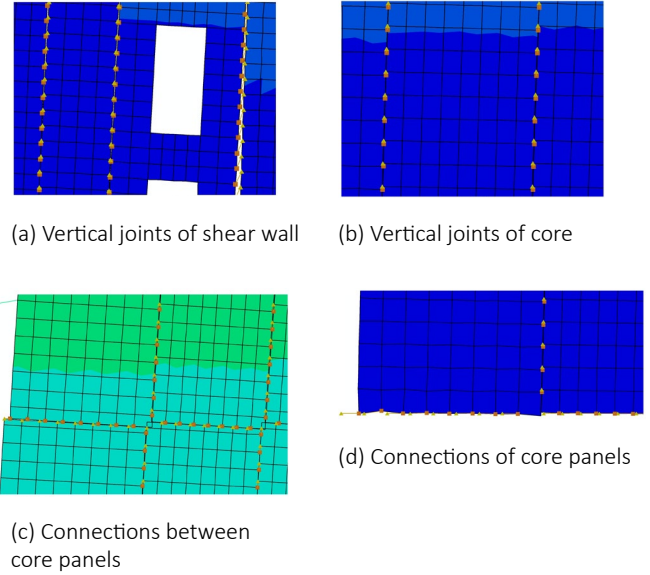 (a) Vertical joints of shear wall
(b) Vertical joints of core
(c) Connections between
core panels
(d) Connections of core panels